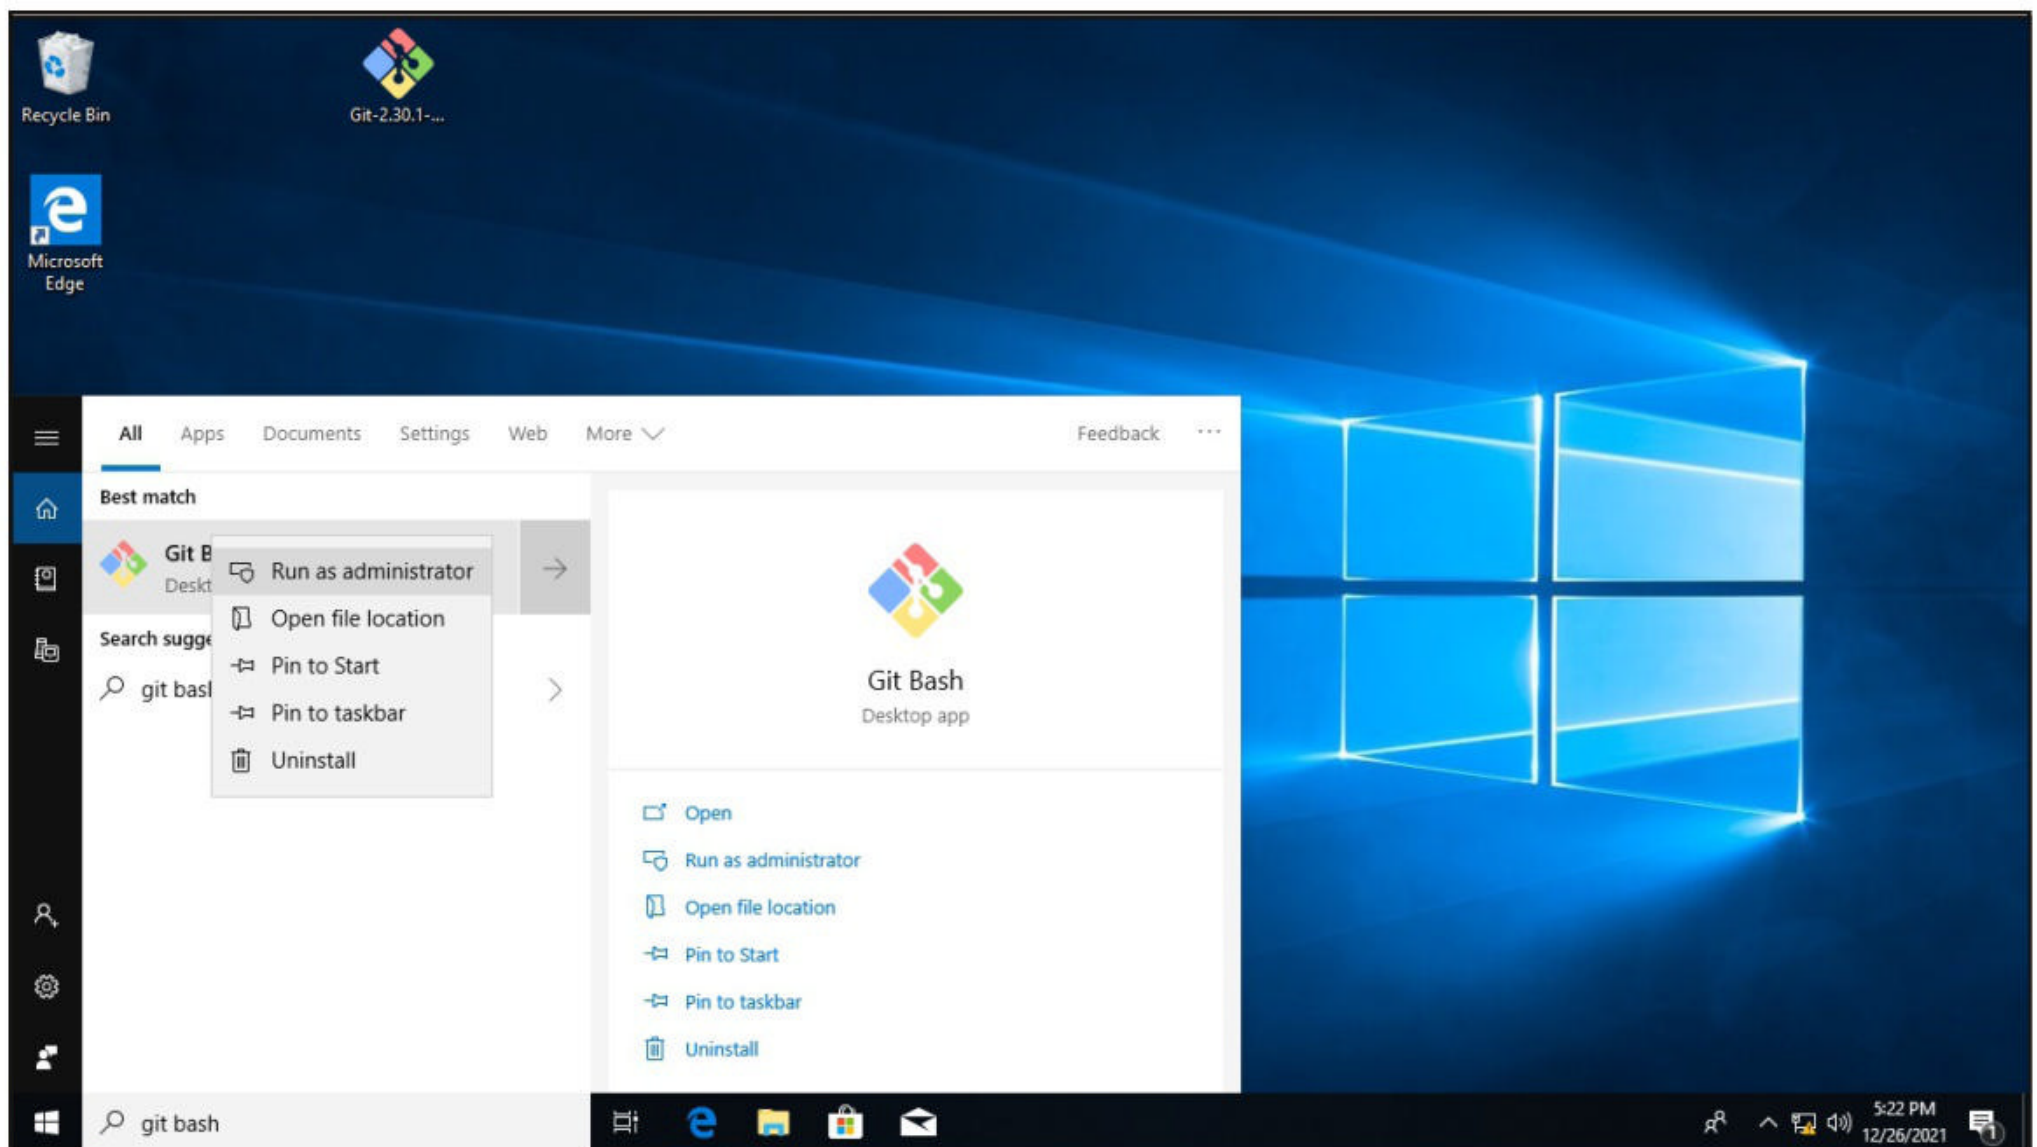 Recycle Bin
Git-2.30.1-...
Microsoft
Edge
All Apps Documents Settings Web More Feedback ...
Best match
Git B
Deskt
Run as administrator
Open file location
Search sugge
Pin to Start
git bas
Pin to taskbar
Uninstall
Git Bash
Desktop app
Open
Run as administrator
Open file location
Pin to Start
Pin to taskbar
Uninstall
git bash
5:22 PM
12/26/2021
1